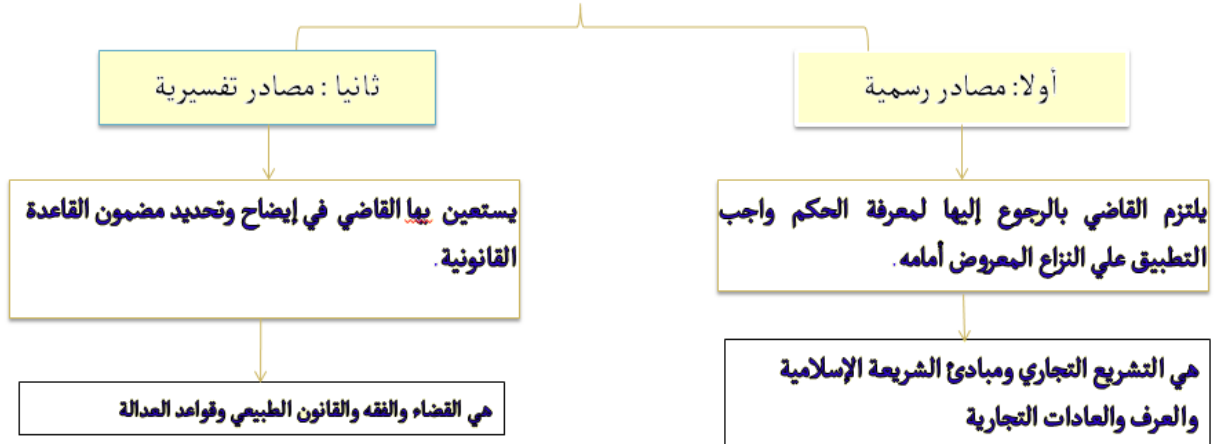 أولا: مصادر رسمية
يلتزم القاضي بالرجوع إليها لمعرفة الحكم واجب
التطبيق علي النزاع المعروض أمامه.
هي التشريع التجاري ومبادئ الشريعة الإسلامية
والعرف والعادات التجارية
ثانيا : مصادر تفسيرية
يستعين بها القاضي في إيضاح وتحديد مضمون القاعدة
القانونية.
هي القضاء والفقه والقانون الطبيعي وقواعد العدالة